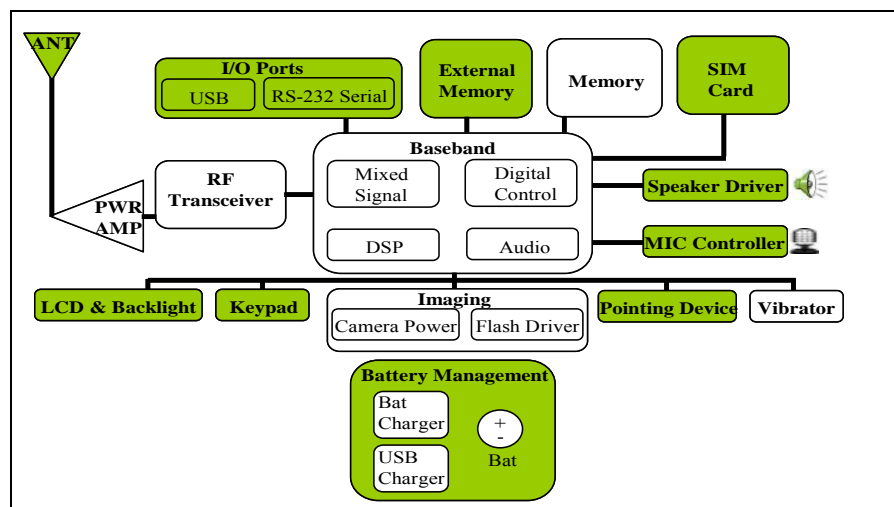 ANT
I/O Ports
USB
RS-232 Serial
External
Memory
Memory
SIM
Card
Baseband
Mixed
Signal
Digital
Control
DSP
Audio
RF
Transceiver
PWR
AMP
Speaker Driver
MIC Controller
LCD & Backlight
Keypad
Imaging
Camera Power
Flash Driver
Pointing Device
Vibrator
Battery Management
Bat
Charger
USB
Charger
+
-
Bat